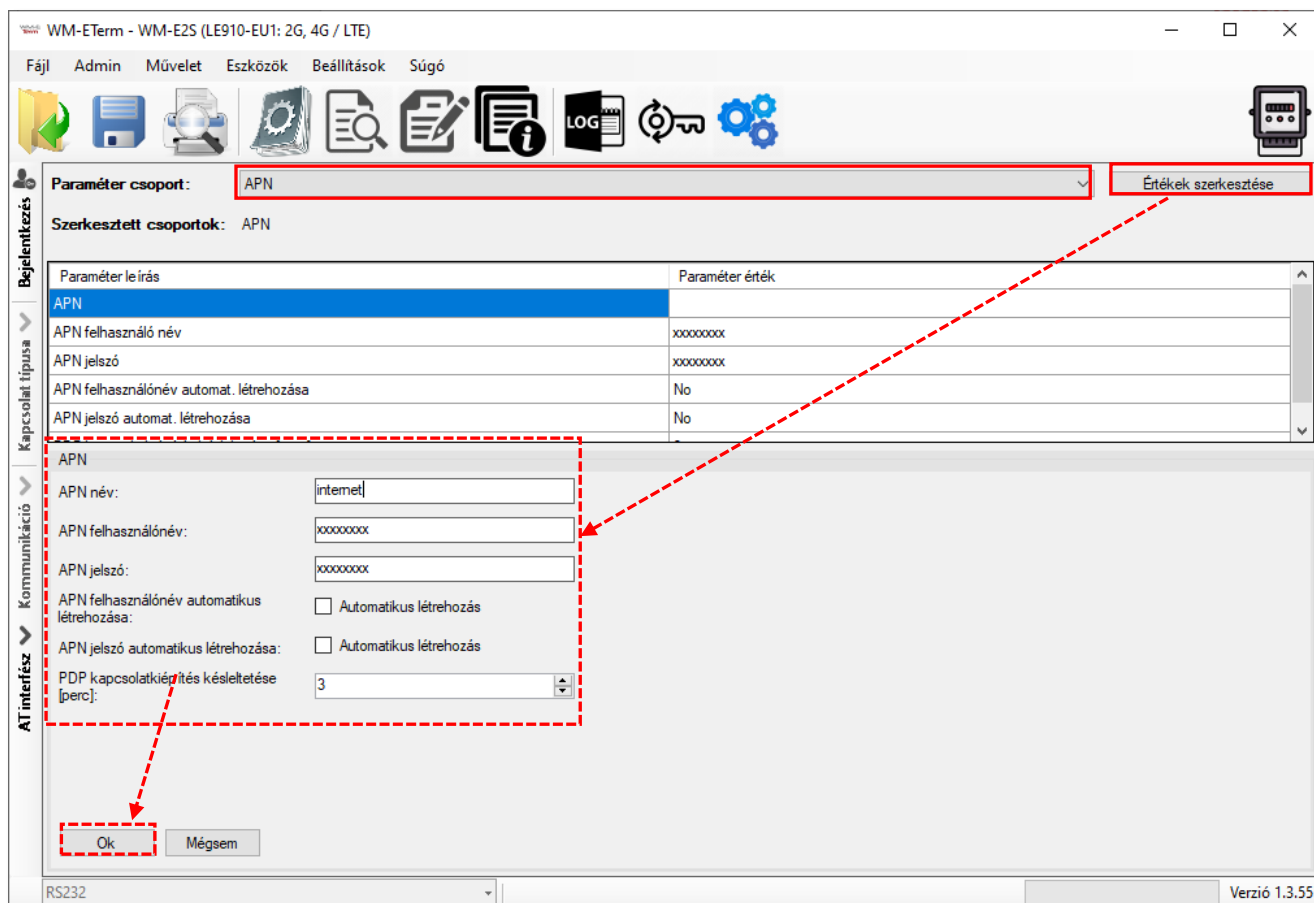 WM-ETerm - WM-E2S (LE910-EU1: 2G, 4G / LTE)
Fájl Admin Művelet Eszközök Beállítások Súgó
LOG
Paraméter csoport: APN Értékek szerkesztése
Szerkesztett csoportok: APN
Bejelentkezés
Kapcsolat típusa
Kommunikáció
AT interfész
Paraméter leírás Paraméter érték
APN
APN felhasználó név xxxxxxxx
APN jelszó xxxxxxxx
APN felhasználónév automat. létrehozása No
APN jelszó automat. létrehozása No
APN
APN név: internet
APN felhasználónév: xxxxxxxx
APN jelszó: xxxxxxxx
APN felhasználónév automatikus
létrehozása: Automatikus létrehozás
APN jelszó automatikus létrehozása: Automatikus létrehozás
PDP kapcsolatkiépítés késleltetése
[perc]: 3
Ok Mégsem
RS232 Verzió 1.3.55